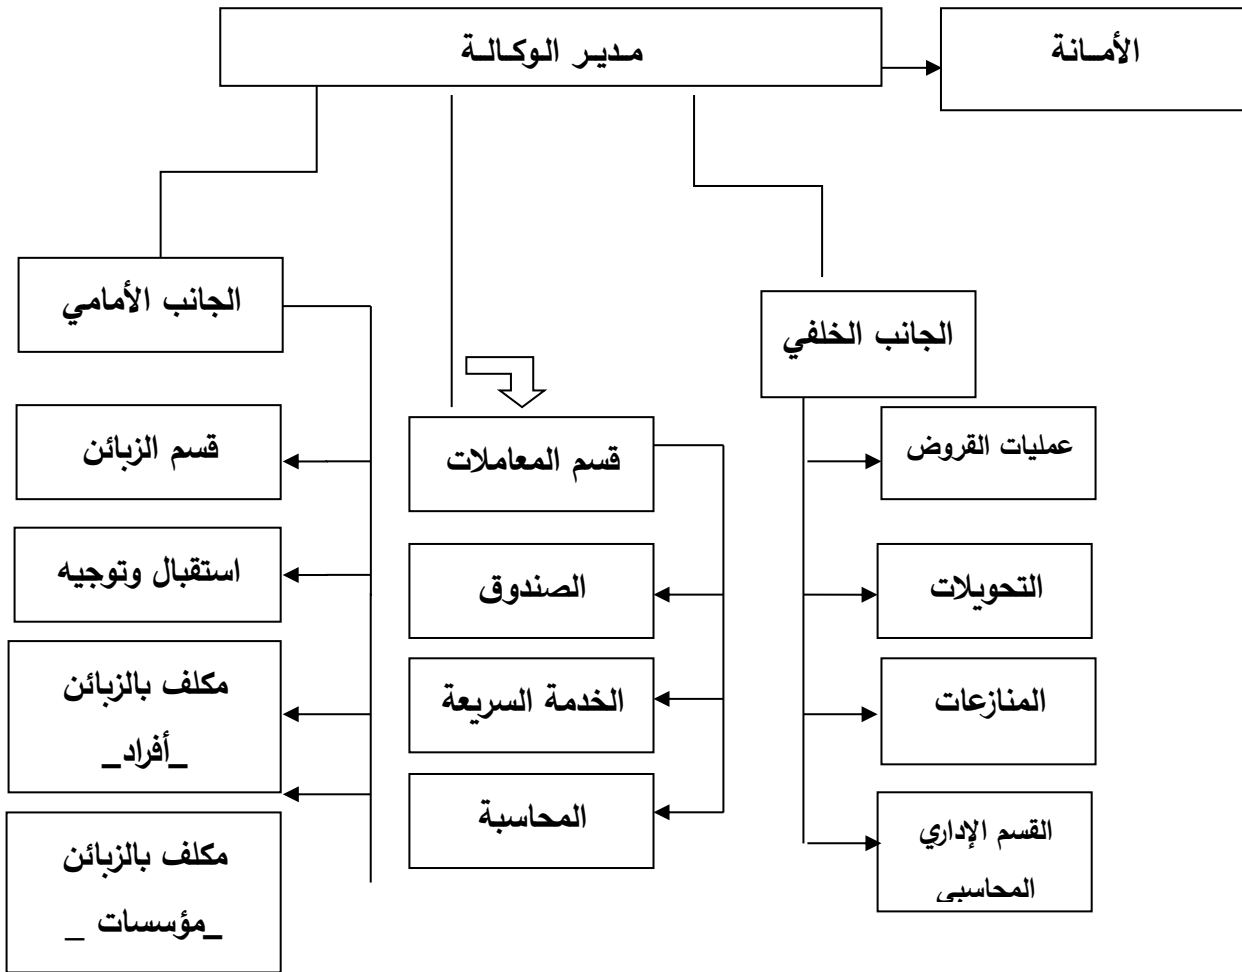 مـديـر الـوكـالـة
الأمــانـة
الجانب الأمامي
الجانب الخلفي
قسم الزبائن
قسم المعاملات
عمليات القروض
استقبال وتوجيه
الصندوق
التحويلات
مكلف بالزبائن
_أفراد_
الخدمة السريعة
المنازعات
مكلف بالزبائن
_مؤسسات _
المحاسبة
القسم الإداري
المحاسبي